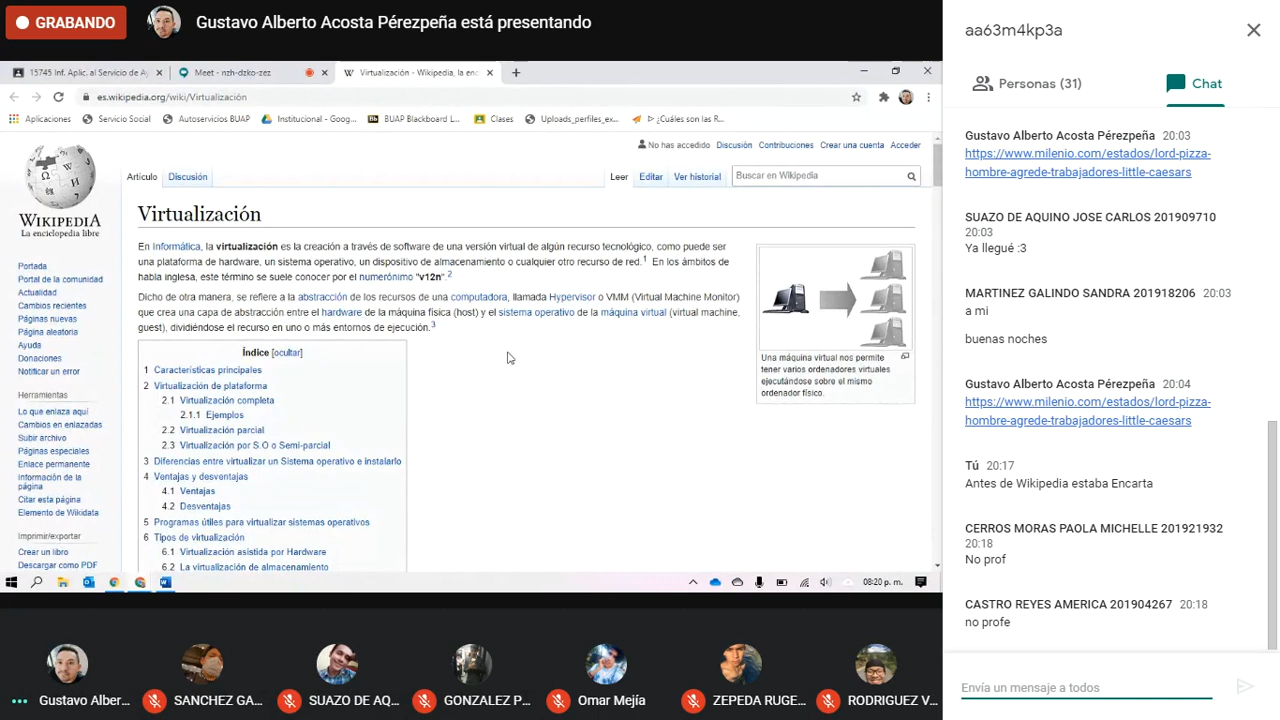 GRABANDO
Gustavo Alberto Acosta Pérezpeña está presentando
15745 Inf. Aplic. al Servicio de A
Meet - nzh-dzko-zez
Virtualización - Wikipedia, la enc
es.wikipedia.org/wiki/Virtualización
Aplicaciones
Servicio Social
Autoservicios BUAP
Institucional - Goog...
BUAP Blackboard L...
Clases
Uploads_perfiles_ex...
▷ ¿Cuáles son las R...
No has accedido Discusión Contribuciones Crear una cuenta Acceder
Artículo Discusión
Leer Editar Ver historial
Buscar en Wikipedia
WIKIPEDIA
La enciclopedia libre
Portada
Portal de la comunidad
Actualidad
Cambios recientes
Páginas nuevas
Página aleatoria
Ayuda
Donaciones
Notificar un error
Herramientas
Lo que enlaza aquí
Cambios en enlazadas
Subir archivo
Páginas especiales
Enlace permanente
Información de la
página
Citar esta página
Elemento de Wikidata
Imprimir/exportar
Crear un libro
Descargar como PDF
Virtualización
En Informática, la virtualización es la creación a través de software de una versión virtual de algún recurso tecnológico, como puede ser
una plataforma de hardware, un sistema operativo, un dispositivo de almacenamiento o cualquier otro recurso de red.1 En los ámbitos de
habla inglesa, este término se suele conocer por el numerónimo "v12n".2
Dicho de otra manera, se refiere a la abstracción de los recursos de una computadora, llamada Hypervisor o VMM (Virtual Machine Monitor)
que crea una capa de abstracción entre el hardware de la máquina física (host) y el sistema operativo de la máquina virtual (virtual machine,
guest), dividiéndose el recurso en uno o más entornos de ejecución.3
Una máquina virtual nos permite
tener varios ordenadores virtuales
ejecutándose sobre el mismo
ordenador físico.
Índice [ocultar]
1 Características principales
2 Virtualización de plataforma
2.1 Virtualización completa
2.1.1 Ejemplos
2.2 Virtualización parcial
2.3 Virtualización por S.O o Semi-parcial
3 Diferencias entre virtualizar un Sistema operativo e instalarlo
4 Ventajas y desventajas
4.1 Ventajas
4.2 Desventajas
5 Programas útiles para virtualizar sistemas operativos
6 Tipos de virtualización
6.1 Virtualización asistida por Hardware
6.2 La virtualización de almacenamiento
08:20 p. m.
Gustavo Alber...
SANCHEZ GA...
SUAZO DE AQ...
GONZALEZ P...
Omar Mejía
ZEPEDA RUGE...
RODRIGUEZ V...
aa63m4kp3a
Personas (31)
Chat
Gustavo Alberto Acosta Pérezpeña 20:03
https://www.milenio.com/estados/lord-pizza-
hombre-agrede-trabajadores-little-caesars
SUAZO DE AQUINO JOSE CARLOS 201909710
20:03
Ya llegué :3
MARTINEZ GALINDO SANDRA 201918206 20:03
a mi
buenas noches
Gustavo Alberto Acosta Pérezpeña 20:04
https://www.milenio.com/estados/lord-pizza-
hombre-agrede-trabajadores-little-caesars
Tú 20:17
Antes de Wikipedia estaba Encarta
CERROS MORAS PAOLA MICHELLE 201921932
20:18
No prof
CASTRO REYES AMERICA 201904267 20:18
no profe
Envía un mensaje a todos